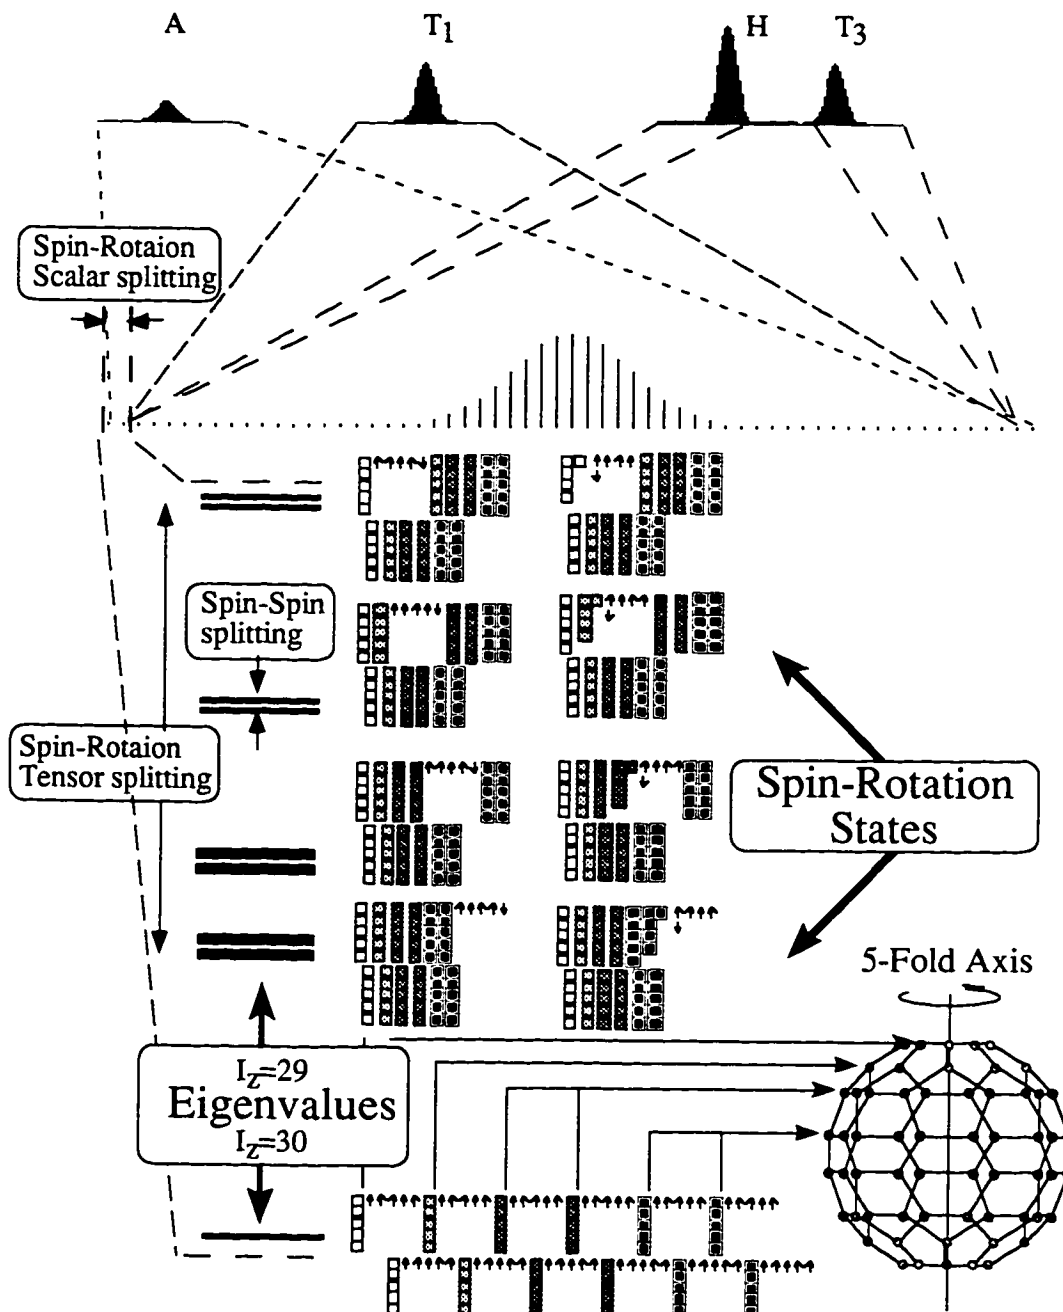 A T1 H T3
Spin-Rotaion
Scalar splitting
Spin-Spin
splitting
Spin-Rotaion
Tensor splitting
Spin-Rotation
States
5-Fold Axis
Iz=29
Eigenvalues
Iz=30